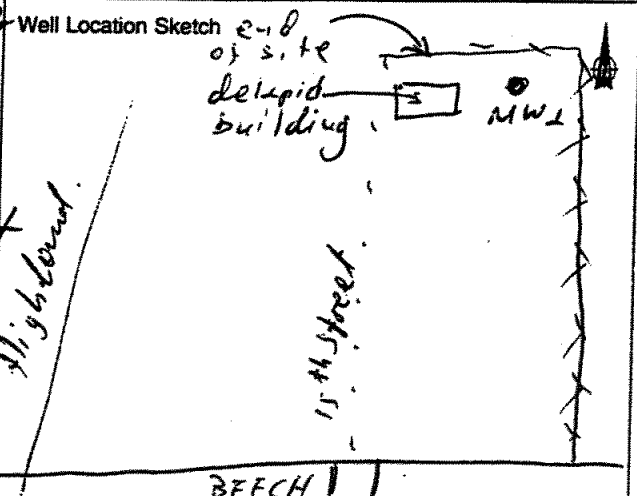 Well Location Sketch
end
of site
delapid
building
MW1
Highland.
15th Street
BEECH